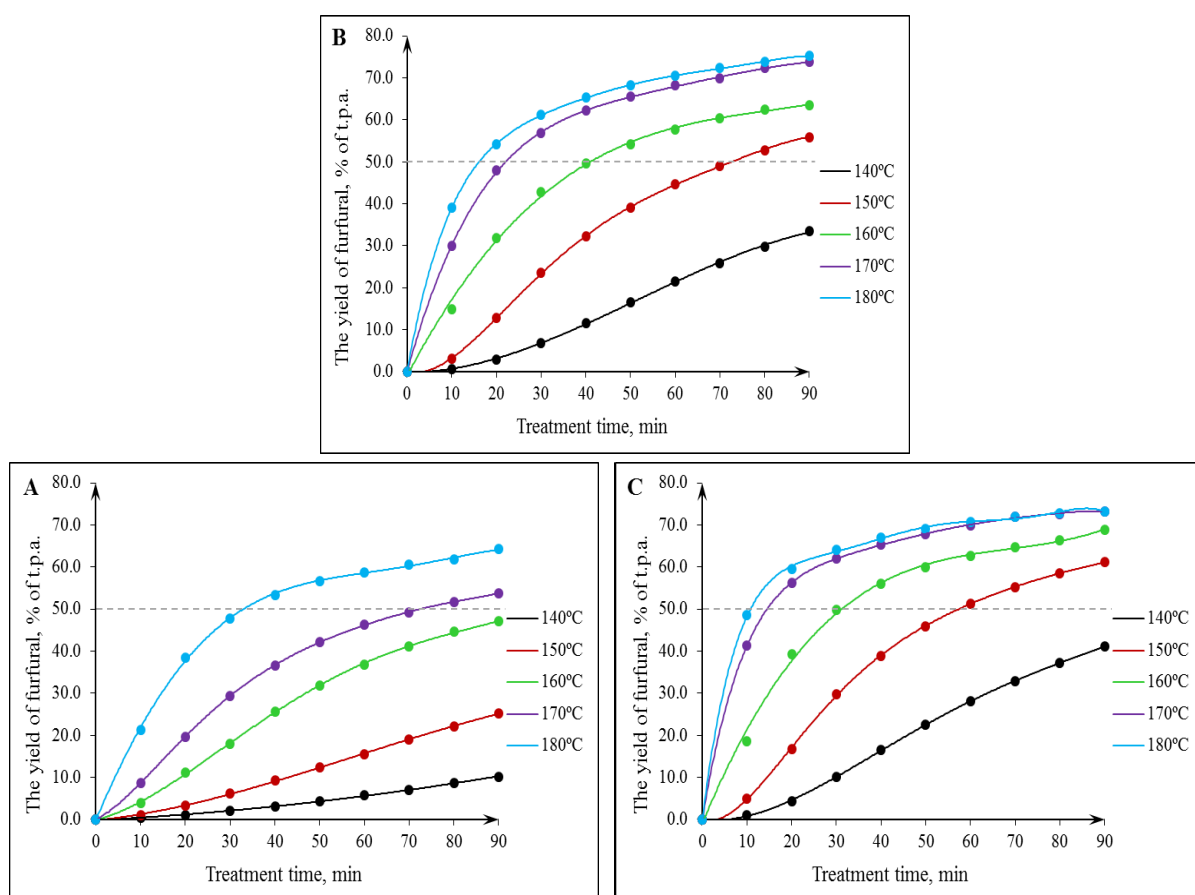 B
The yield of furfural, % of t.p.a.
80.0
70.0
60.0
50.0
40.0
30.0
20.0
10.0
0.0
0 10 20 30 40 50 60 70 80 90
Treatment time, min
140ºC
150ºC
160ºC
170ºC
180ºC
A
The yield of furfural, % of t.p.a.
80.0
70.0
60.0
50.0
40.0
30.0
20.0
10.0
0.0
0 10 20 30 40 50 60 70 80 90
Treatment time, min
140ºC
150ºC
160ºC
170ºC
180ºC
C
The yield of furfural, % of t.p.a.
80.0
70.0
60.0
50.0
40.0
30.0
20.0
10.0
0.0
0 10 20 30 40 50 60 70 80 90
Treatment time, min
140ºC
150ºC
160ºC
170ºC
180ºC